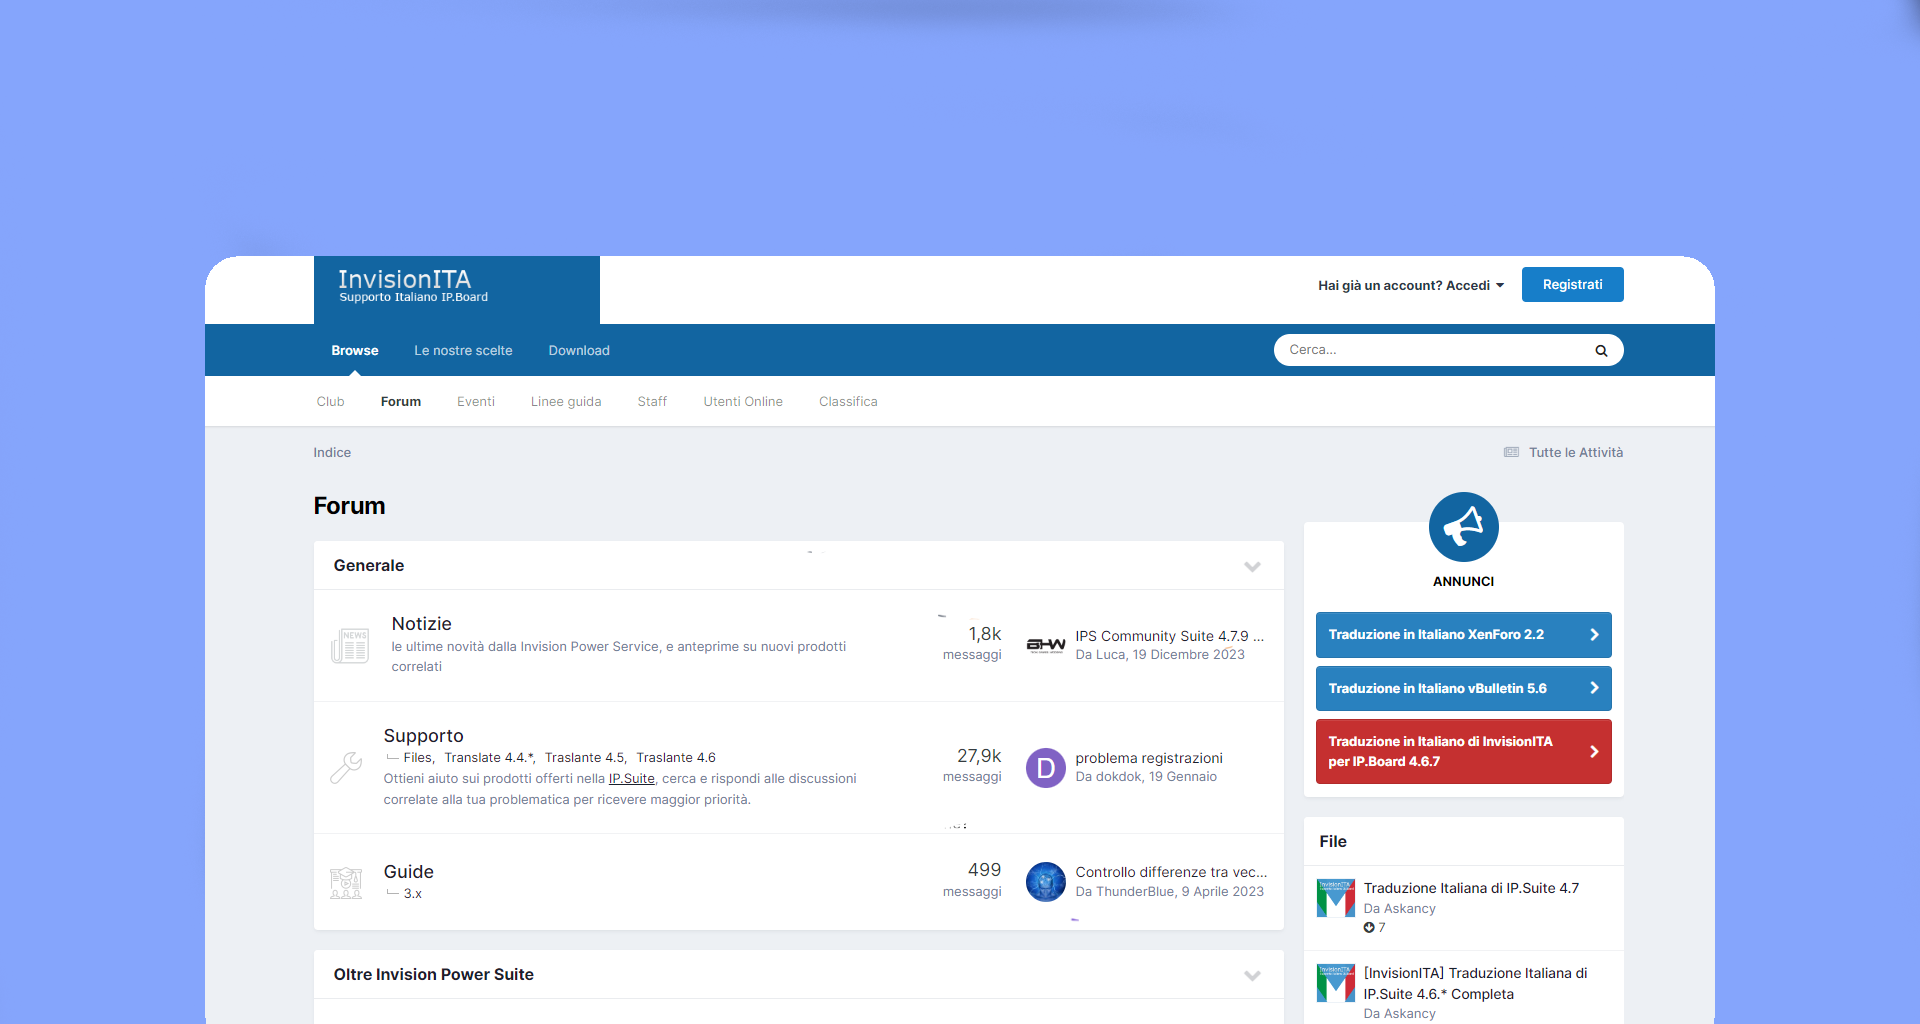 InvisionITA
Supporto Italiano IP.Board
Hai già un account? Accedi
Registrati
Browse
Le nostre scelte
Download
Cerca...
Club
Forum
Eventi
Linee guida
Staff
Utenti Online
Classifica
Indice
Tutte le Attività
Forum
Generale
NEWS
Notizie
le ultime novità dalla Invision Power Service, e anteprime su nuovi prodotti
correlati
1,8k
messaggi
BHW
IPS Community Suite 4.7.9 ...
Da Luca, 19 Dicembre 2023
Supporto
Files, Translate 4.4.*, Traslante 4.5, Traslante 4.6
Ottieni aiuto sui prodotti offerti nella IP.Suite, cerca e rispondi alle discussioni
correlate alla tua problematica per ricevere maggior priorità.
27,9k
messaggi
D
problema registrazioni
Da dokdok, 19 Gennaio
Guide
3.x
499
messaggi
Controllo differenze tra vec...
Da ThunderBlue, 9 Aprile 2023
Oltre Invision Power Suite
ANNUNCI
Traduzione in Italiano XenForo 2.2
Traduzione in Italiano vBulletin 5.6
Traduzione in Italiano di InvisionITA
per IP.Board 4.6.7
File
InvisionITA
Traduzione Italiana di IP.Suite 4.7
Da Askancy
7
InvisionITA
[InvisionITA] Traduzione Italiana di
IP.Suite 4.6.* Completa
Da Askancy